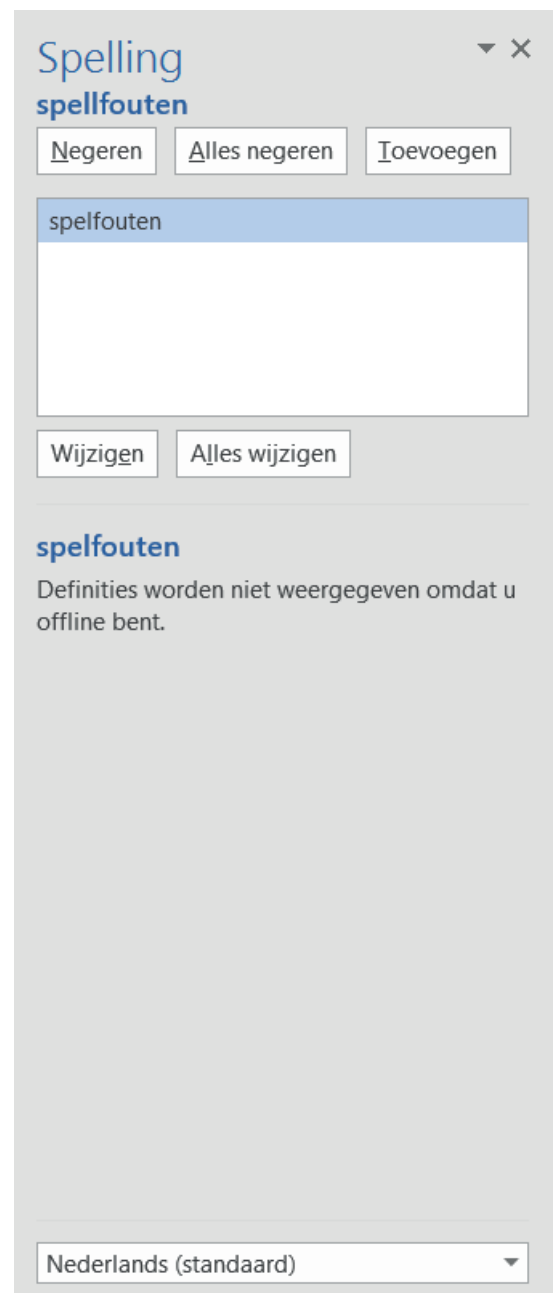 Spelling
spellfouten
Negeren Alles negeren Toevoegen
spelfouten
Wijzigen Alles wijzigen
spelfouten
Definities worden niet weergegeven omdat u
offline bent.
Nederlands (standaard)